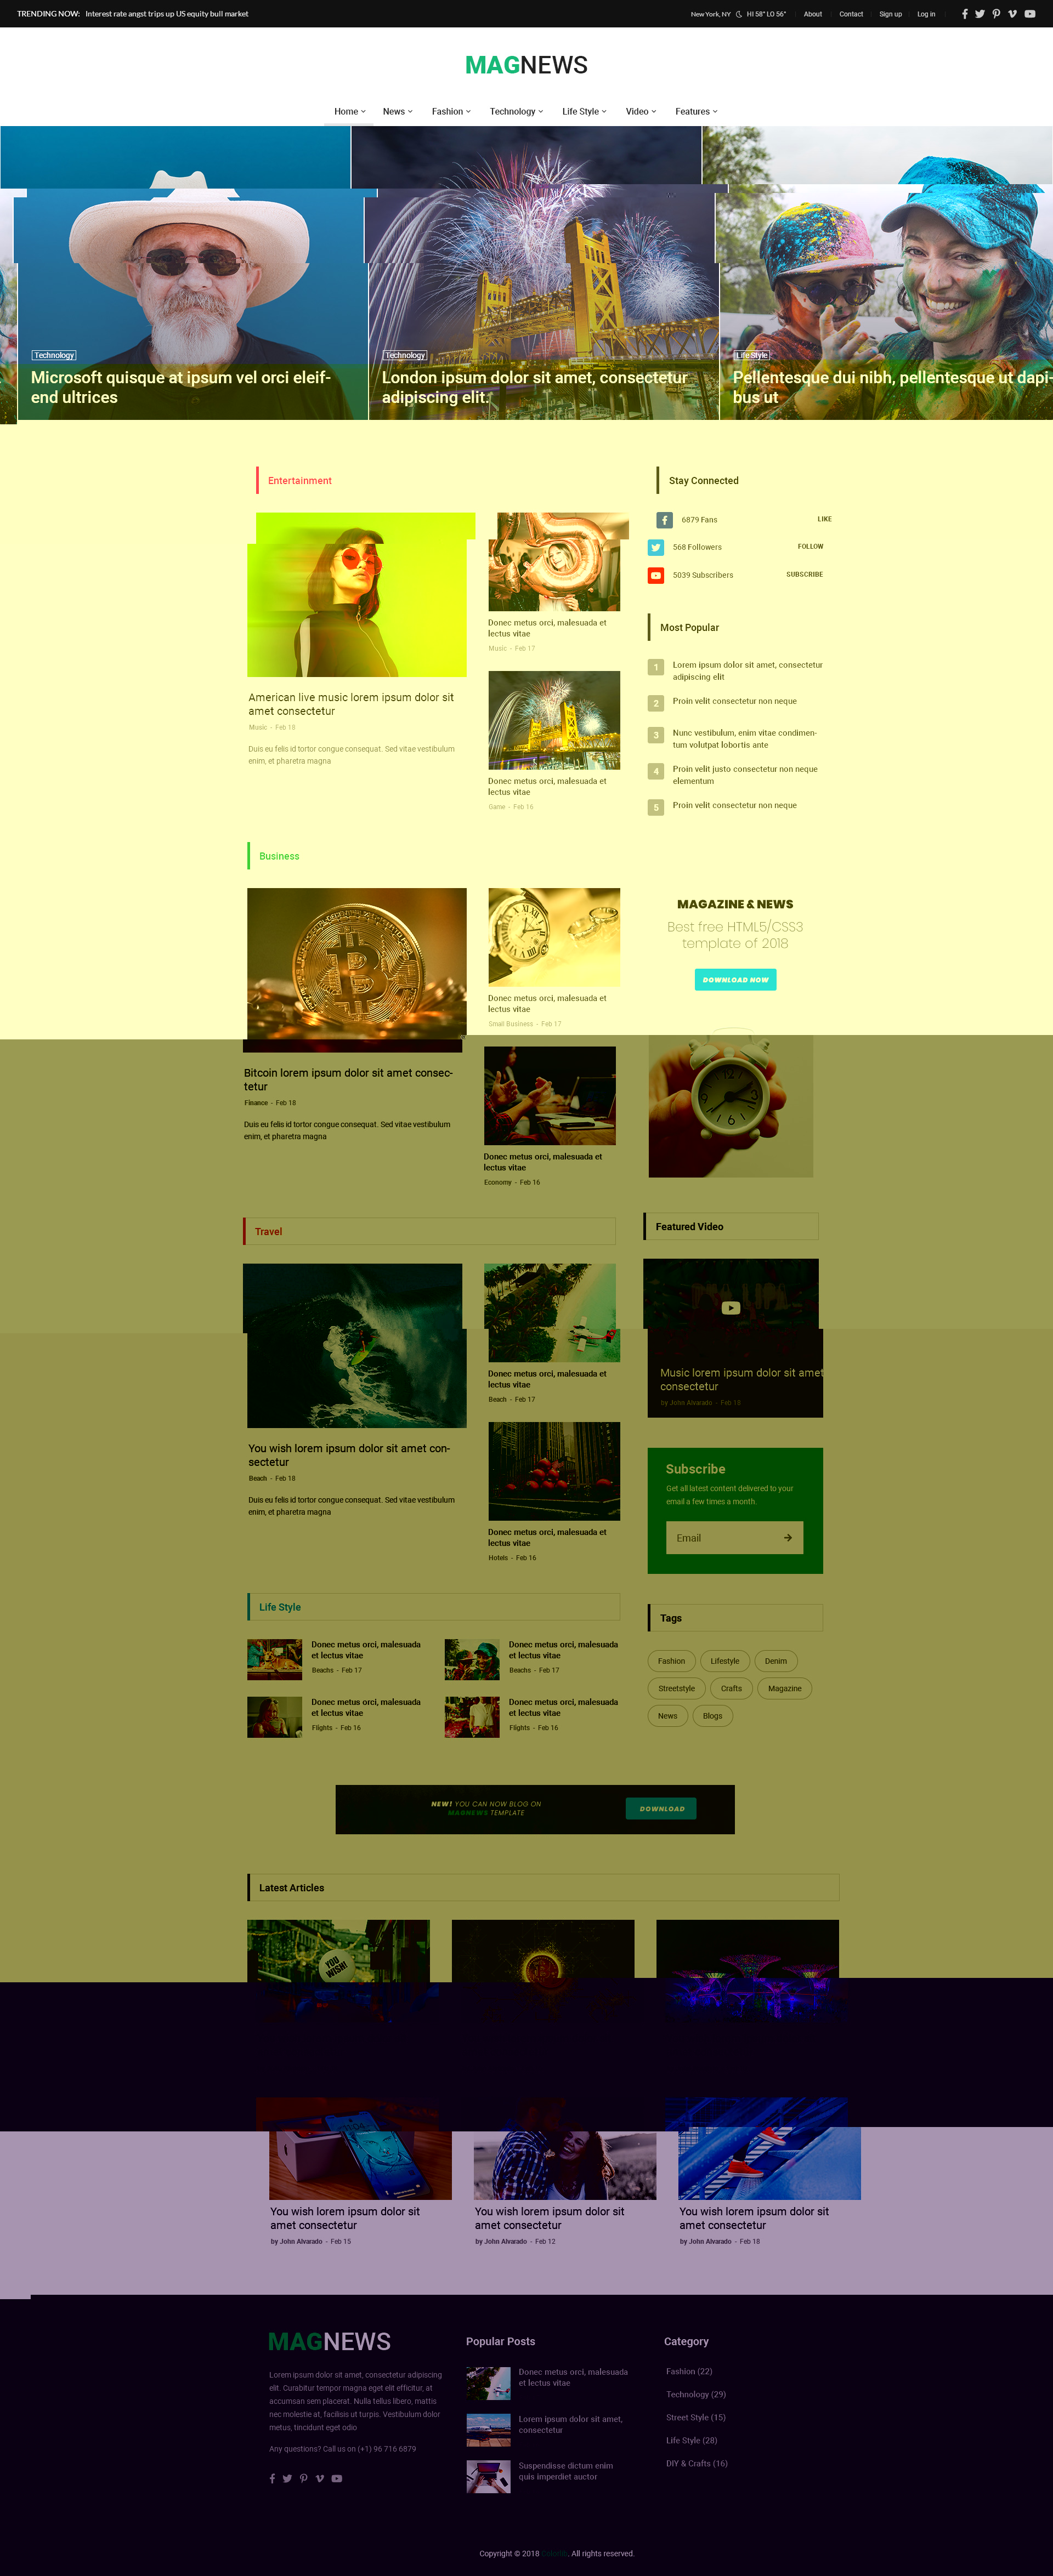 TRENDING NOW: Interest rate angst trips up US equity bull market
New York, NY HI 58° LO 56° About Contact Sign up Log in
MAGNEWS
Home News Fashion Technology Life Style Video Features
Technology
Microsoft quisque at ipsum vel orci eleif-
end ultrices
Technology
London ipsum dolor sit amet, consectetur
adipiscing elit.
Life Style
Pellentesque dui nibh, pellentesque ut dapi-
bus ut
Entertainment
American live music lorem ipsum dolor sit
amet consectetur
Music - Feb 18
Duis eu felis id tortor congue consequat. Sed vitae vestibulum
enim, et pharetra magna
Donec metus orci, malesuada et
lectus vitae
Music - Feb 17
Donec metus orci, malesuada et
lectus vitae
Game - Feb 16
Stay Connected
6879 Fans LIKE
568 Followers FOLLOW
5039 Subscribers SUBSCRIBE
Most Popular
1 Lorem ipsum dolor sit amet, consectetur
adipiscing elit
2 Proin velit consectetur non neque
3 Nunc vestibulum, enim vitae condimen-
tum volutpat lobortis ante
4 Proin velit justo consectetur non neque
elementum
5 Proin velit consectetur non neque
Business
Bitcoin lorem ipsum dolor sit amet consec-
tetur
Finance - Feb 18
Duis eu felis id tortor congue consequat. Sed vitae vestibulum
enim, et pharetra magna
Donec metus orci, malesuada et
lectus vitae
Small Business - Feb 17
Donec metus orci, malesuada et
lectus vitae
Economy - Feb 16
MAGAZINE & NEWS
Best free HTML5/CSS3
template of 2018
DOWNLOAD NOW
Travel
You wish lorem ipsum dolor sit amet con-
sectetur
Beach - Feb 18
Duis eu felis id tortor congue consequat. Sed vitae vestibulum
enim, et pharetra magna
Donec metus orci, malesuada et
lectus vitae
Beach - Feb 17
Donec metus orci, malesuada et
lectus vitae
Hotels - Feb 16
Featured Video
Music lorem ipsum dolor sit amet
consectetur
by John Alvarado - Feb 18
Subscribe
Get all latest content delivered to your
email a few times a month.
Email
Life Style
Donec metus orci, malesuada
et lectus vitae
Beachs - Feb 17
Donec metus orci, malesuada
et lectus vitae
Beachs - Feb 17
Donec metus orci, malesuada
et lectus vitae
Flights - Feb 16
Donec metus orci, malesuada
et lectus vitae
Flights - Feb 16
Tags
Fashion Lifestyle Denim
Streetstyle Crafts Magazine
News Blogs
NEW! YOU CAN NOW BLOG ON
MAGNEWS TEMPLATE
DOWNLOAD
Latest Articles
YOU
WISH!
You wish lorem ipsum dolor sit
amet consectetur
by John Alvarado - Feb 15
You wish lorem ipsum dolor sit
amet consectetur
by John Alvarado - Feb 12
You wish lorem ipsum dolor sit
amet consectetur
by John Alvarado - Feb 18
MAGNEWS
Lorem ipsum dolor sit amet, consectetur adipiscing
elit. Curabitur tempor magna eget elit efficitur, at
accumsan sem placerat. Nulla tellus libero, mattis
nec molestie at, facilisis ut turpis. Vestibulum dolor
metus, tincidunt eget odio
Any questions? Call us on (+1) 96 716 6879
Popular Posts
Donec metus orci, malesuada
et lectus vitae
Lorem ipsum dolor sit amet,
consectetur
Suspendisse dictum enim
quis imperdiet auctor
Category
Fashion (22)
Technology (29)
Street Style (15)
Life Style (28)
DIY & Crafts (16)
Copyright © 2018 . All rights reserved.